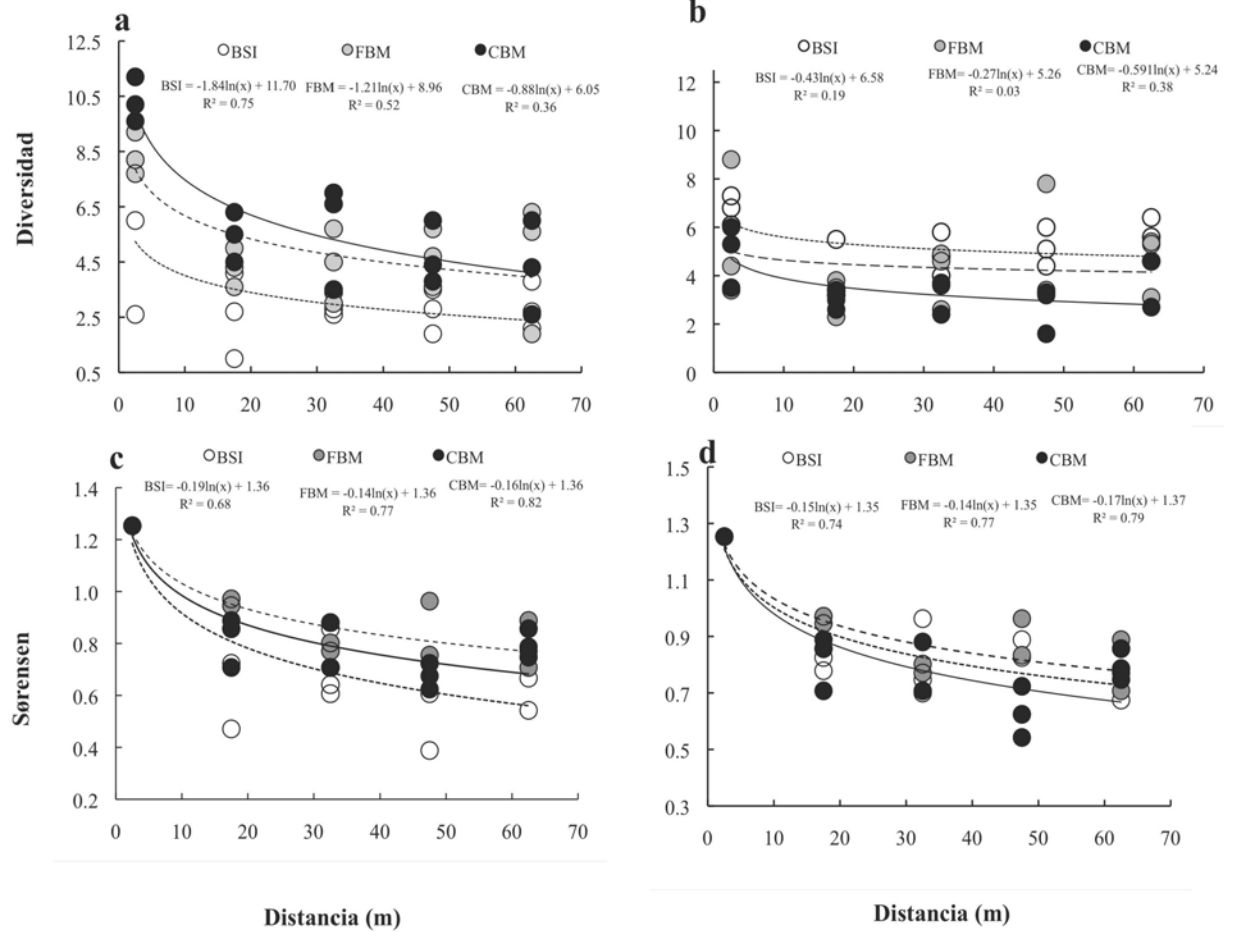 a
BSI FBM CBM
BSI = -1.84ln(x) + 11.70
R² = 0.75
FBM = -1.21ln(x) + 8.96
R² = 0.52
CBM = -0.88ln(x) + 6.05
R² = 0.36
12.5
10.5
8.5
6.5
4.5
2.5
0.5
0 10 20 30 40 50 60 70
Diversidad
b
BSI FBM CBM
BSI = -0.43ln(x) + 6.58
R² = 0.19
FBM = -0.27ln(x) + 5.26
R² = 0.03
CBM= -0.591ln(x) + 5.24
R² = 0.38
12
10
8
6
4
2
0
0 10 20 30 40 50 60 70
c
BSI FBM CBM
BSI= -0.19ln(x) + 1.36
R² = 0.68
FBM = -0.14ln(x) + 1.36
R² = 0.77
CBM= -0.16ln(x) + 1.36
R² = 0.82
1.4
1.2
1.0
0.8
0.6
0.4
0.2
0 10 20 30 40 50 60 70
Sørensen
Distancia (m)
d
BSI FBM CBM
BSI= -0.15ln(x) + 1.35
R² = 0.74
FBM = -0.14ln(x) + 1.35
R² = 0.77
CBM= -0.17ln(x) + 1.37
R² = 0.79
1.5
1.3
1.1
0.9
0.7
0.5
0.3
0 10 20 30 40 50 60 70
Distancia (m)